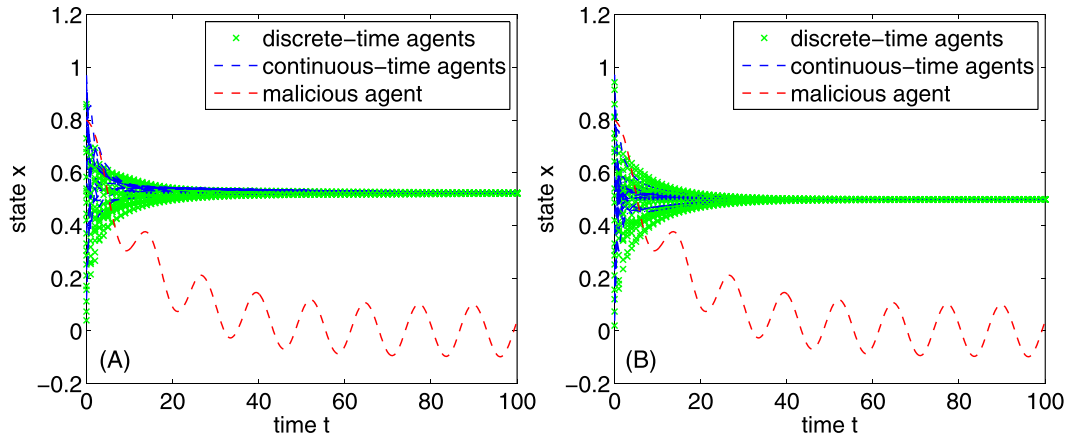 1.2
1
0.8
0.6
0.4
0.2
0
−0.2
0 20 40 60 80 100
state x
time t
(A)
discrete−time agents
continuous−time agents
malicious agent
1.2
1
0.8
0.6
0.4
0.2
0
−0.2
0 20 40 60 80 100
state x
time t
(B)
discrete−time agents
continuous−time agents
malicious agent